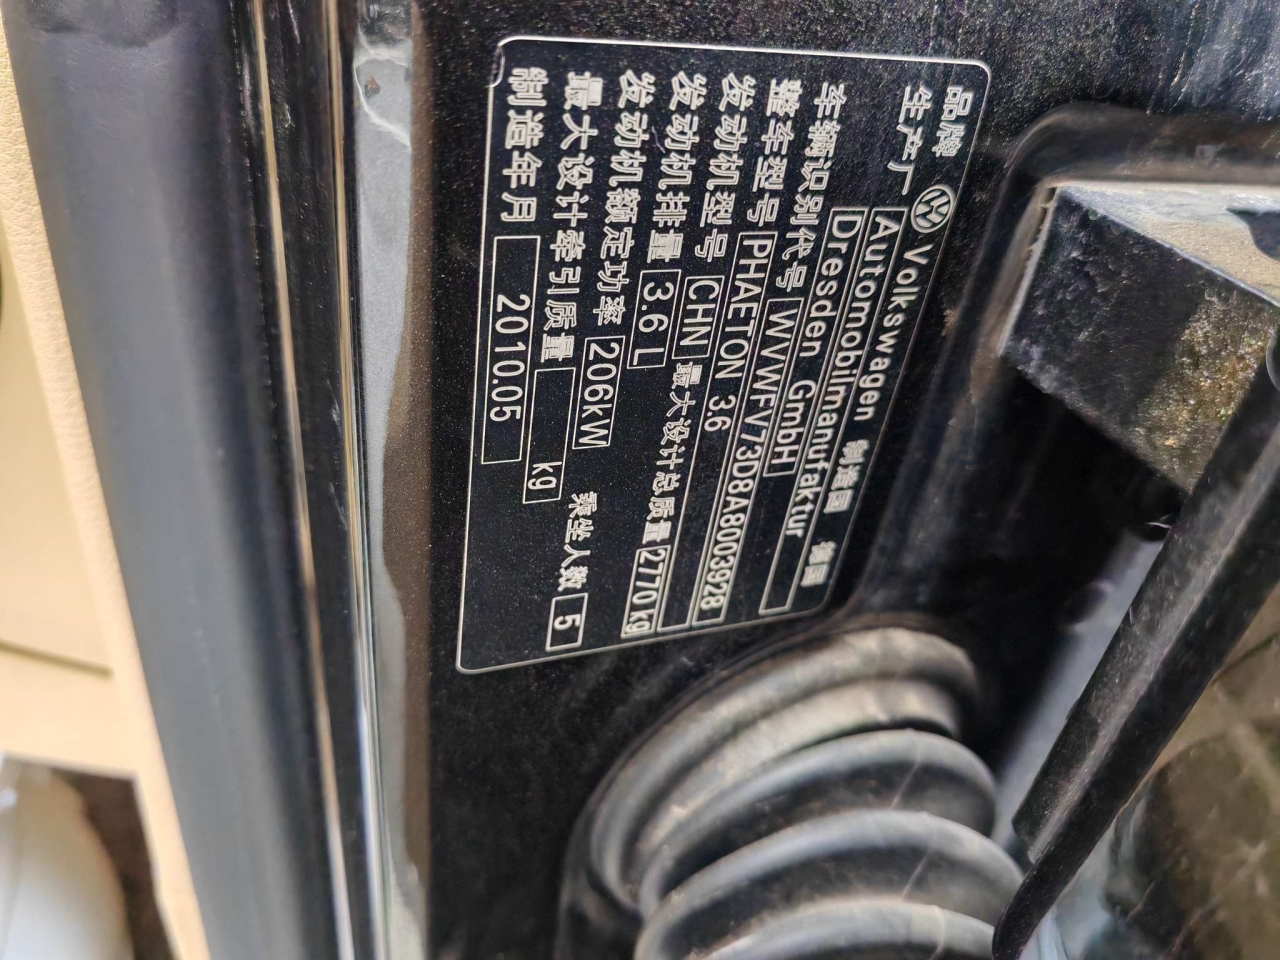 品牌 Volkswagen 制造国 德国
生产厂 Automobilmanufaktur
Dresden GmbH
车辆识别代号 WVWFV73D8A8003928
整车型号 PHAETON 3.6
发动机型号 CHN 最大设计总质量 2770kg
发动机排量 3.6L
发动机额定功率 206kW
最大设计牵引质量 kg 乘坐人数 5
制造年月 2010.05